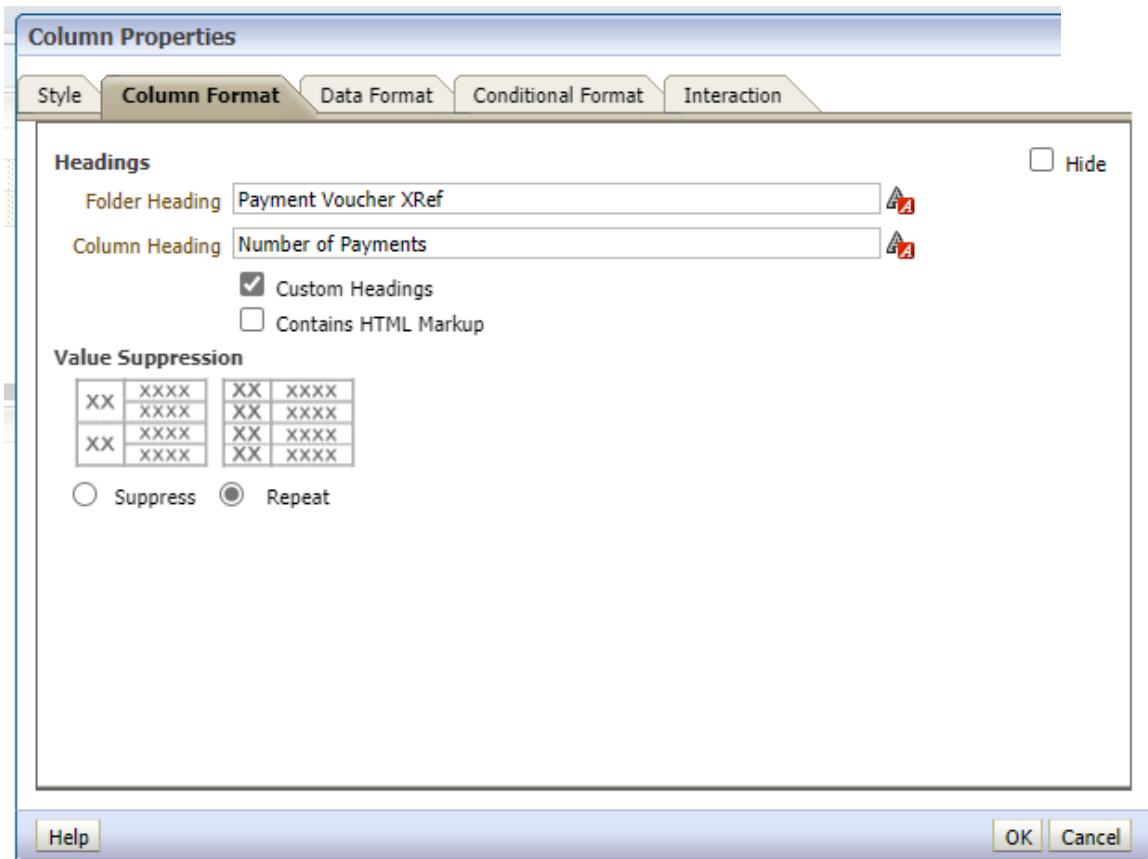 Column Properties
Style Column Format Data Format Conditional Format Interaction
Headings Hide
Folder Heading Payment Voucher XRef
Column Heading Number of Payments
Custom Headings
Contains HTML Markup
Value Suppression
XX XXXX XX XXXX
XXXX XX XXXX
XX XXXX XX XXXX
XXXX XX XXXX
Suppress Repeat
Help OK Cancel